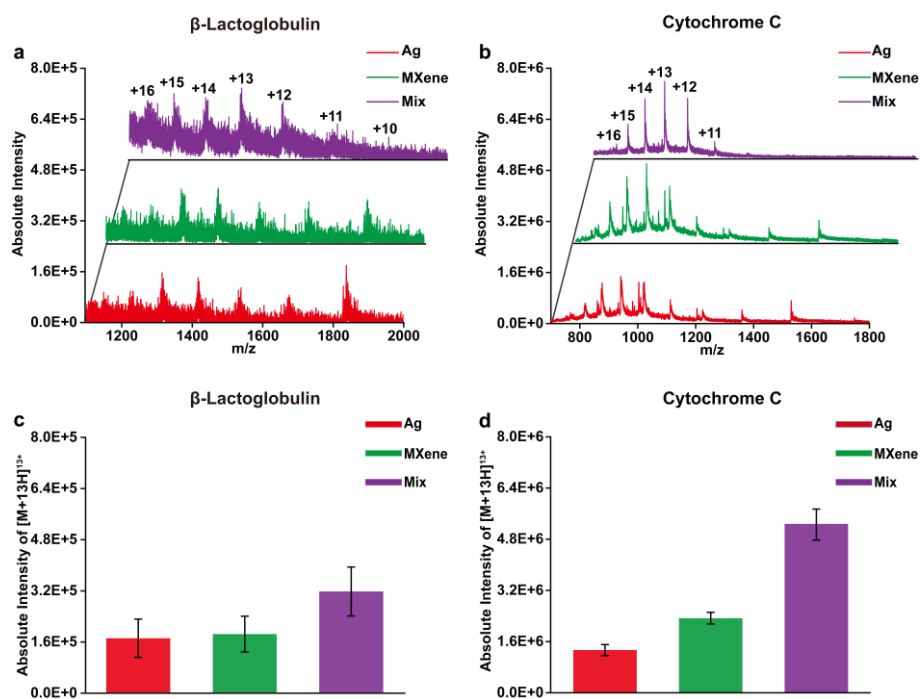 β-Lactoglobulin
a
Ag
MXene
Mix
Absolute Intensity
8.0E+5
6.4E+5
4.8E+5
3.2E+5
1.6E+5
0.0E+0
+16
+15
+14
+13
+12
+11
+10
1200
1400
1600
1800
2000
m/z
Cytochrome C
b
Ag
MXene
Mix
Absolute Intensity
8.0E+6
6.4E+6
4.8E+6
3.2E+6
1.6E+6
0.0E+0
+16
+15
+14
+13
+12
+11
800
1000
1200
1400
1600
1800
m/z
β-Lactoglobulin
c
Ag
MXene
Mix
Absolute Intensity of [M+13H]¹³⁺
8.0E+5
6.4E+5
4.8E+5
3.2E+5
1.6E+5
0.0E+0
Cytochrome C
d
Ag
MXene
Mix
Absolute Intensity of [M+13H]¹³⁺
8.0E+6
6.4E+6
4.8E+6
3.2E+6
1.6E+6
0.0E+0